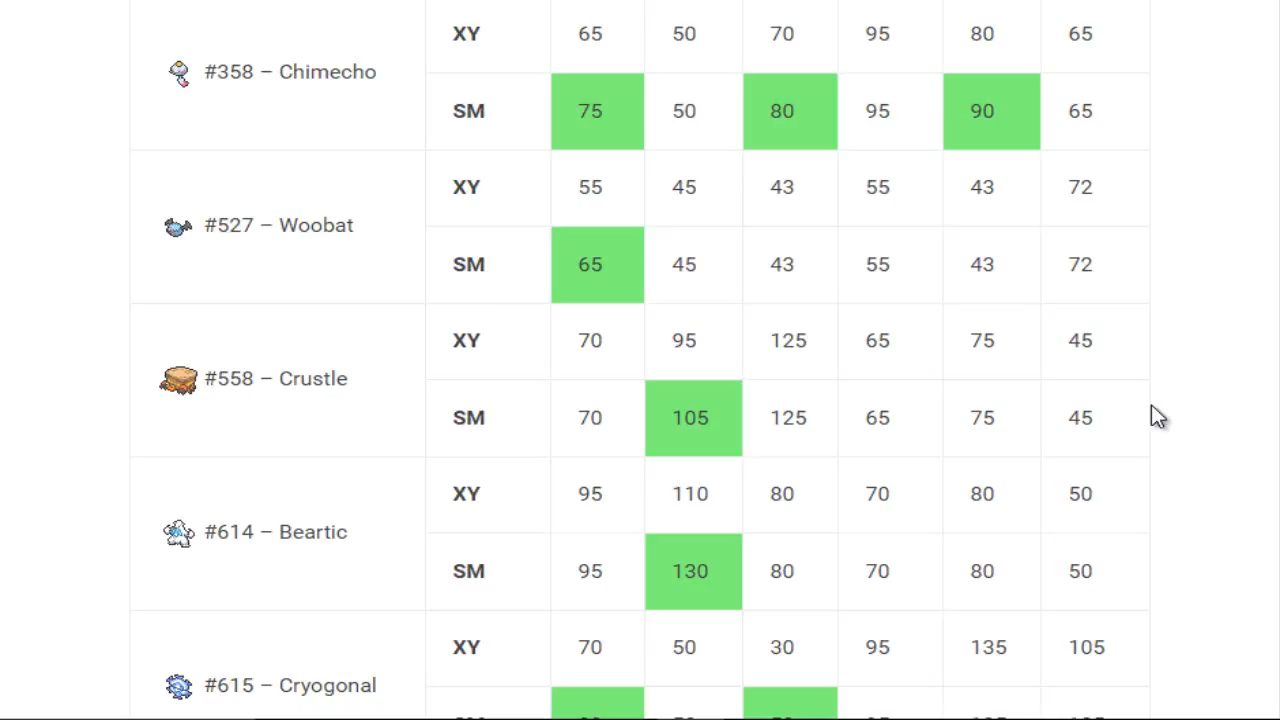 XY 65 50 70 95 80 65
#358 – Chimecho
SM 75 50 80 95 90 65
XY 55 45 43 55 43 72
#527 – Woobat
SM 65 45 43 55 43 72
XY 70 95 125 65 75 45
#558 – Crustle
SM 70 105 125 65 75 45
XY 95 110 80 70 80 50
#614 – Beartic
SM 95 130 80 70 80 50
XY 70 50 30 95 135 105
#615 – Cryogonal